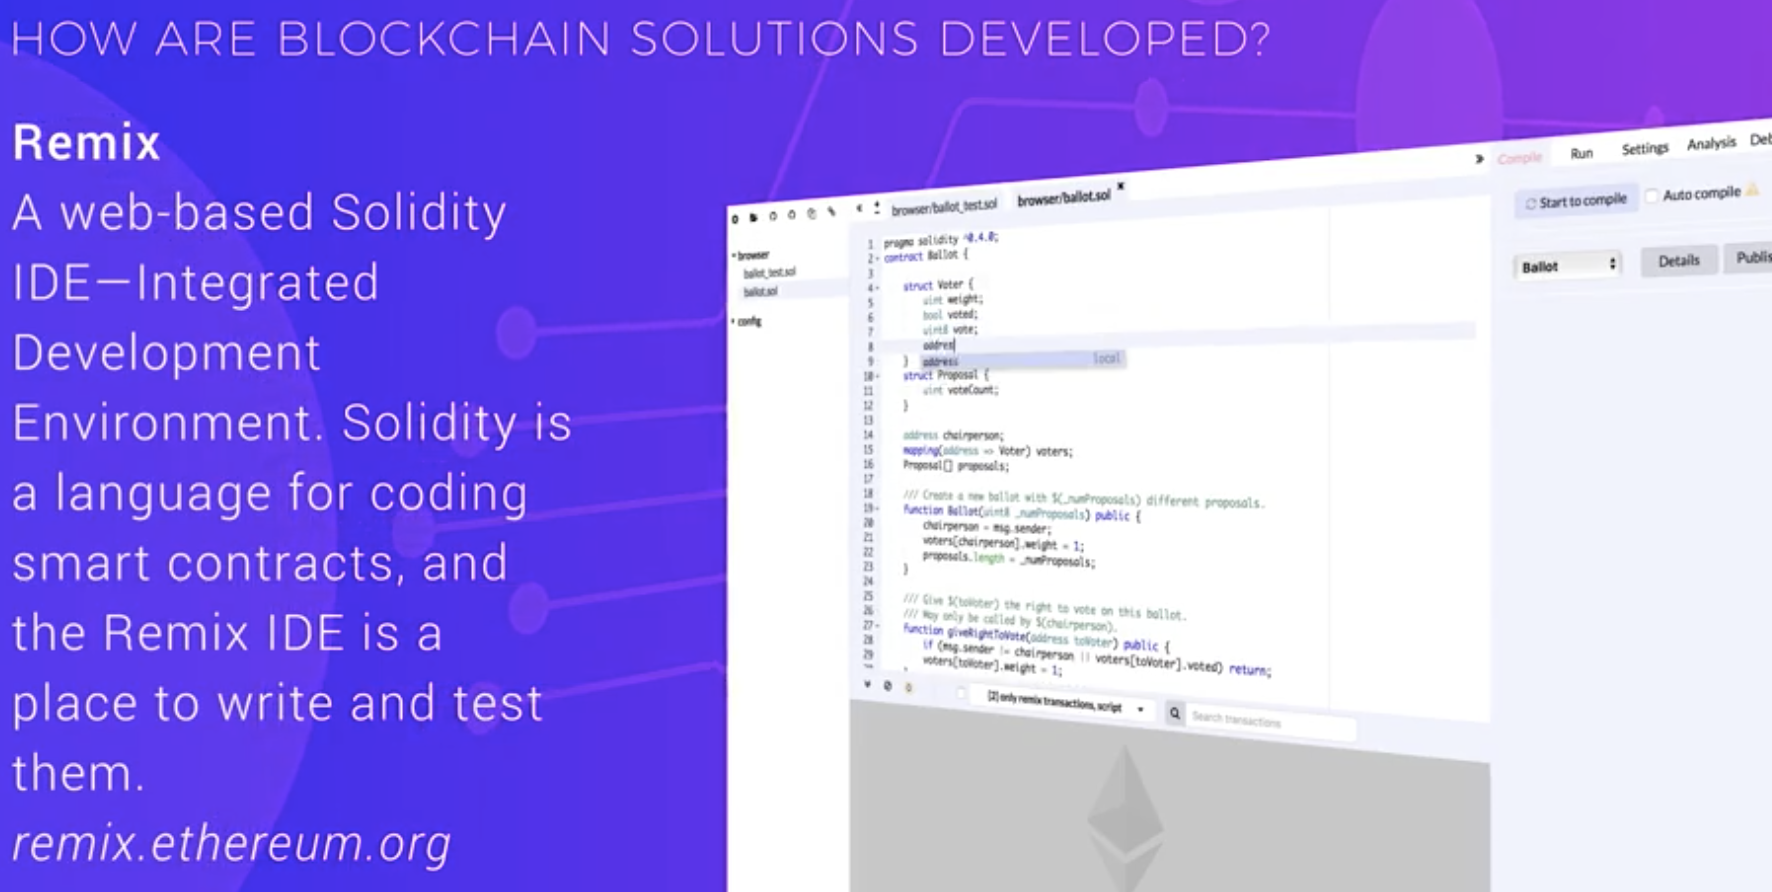 HOW ARE BLOCKCHAIN SOLUTIONS DEVELOPED?
Remix
A web-based Solidity
IDE—Integrated
Development
Environment. Solidity is
a language for coding
smart contracts, and
the Remix IDE is a
place to write and test
them.
remix.ethereum.org
browser
ballot_test.sol
ballot.sol
config
browser/ballot_test.sol browser/ballot.sol
1 pragma solidity ^0.4.0;
2 contract Ballot {
3
4 struct Voter {
5 uint weight;
6 bool voted;
7 uint8 vote;
8 addres
address local
9 }
10 struct Proposal {
11 uint voteCount;
12 }
13
14 address chairperson;
15 mapping(address => Voter) voters;
16 Proposal[] proposals;
17
18 /// Create a new ballot with $(_numProposals) different proposals.
19 function Ballot(uint8 _numProposals) public {
20 chairperson = msg.sender;
21 voters[chairperson].weight = 1;
22 proposals.length = _numProposals;
23 }
24
25 /// Give $(toVoter) the right to vote on this ballot.
26 /// May only be called by $(chairperson).
27 function giveRightToVote(address toVoter) public {
28 if (msg.sender != chairperson || voters[toVoter].voted) return;
29 voters[toVoter].weight = 1;
[2] only remix transactions, script
Search transactions
Compile Run Settings Analysis Deb
Start to compile Auto compile
Ballot Details Publis